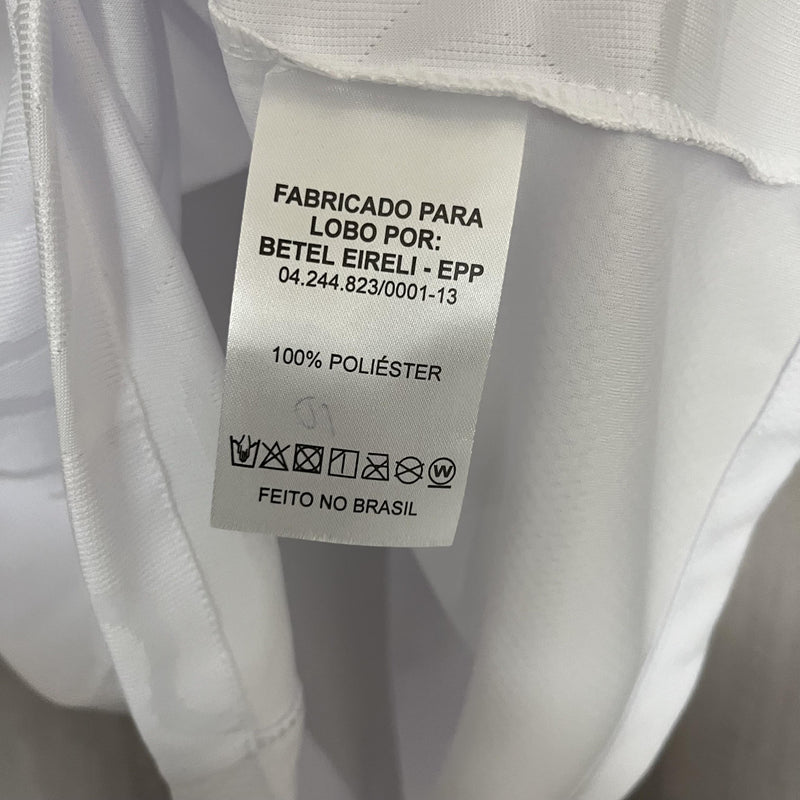 FABRICADO PARA
LOBO POR:
BETEL EIRELI - EPP
04.244.823/0001-13
100% POLIÉSTER
W
FEITO NO BRASIL